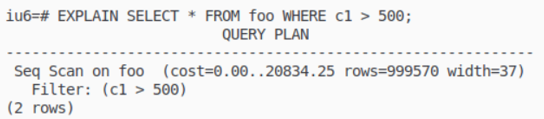 iu6=# EXPLAIN SELECT * FROM foo WHERE c1 > 500;
QUERY PLAN
-----------------------------------------------------------------
Seq Scan on foo  (cost=0.00..20834.25 rows=999570 width=37)
Filter: (c1 > 500)
(2 rows)